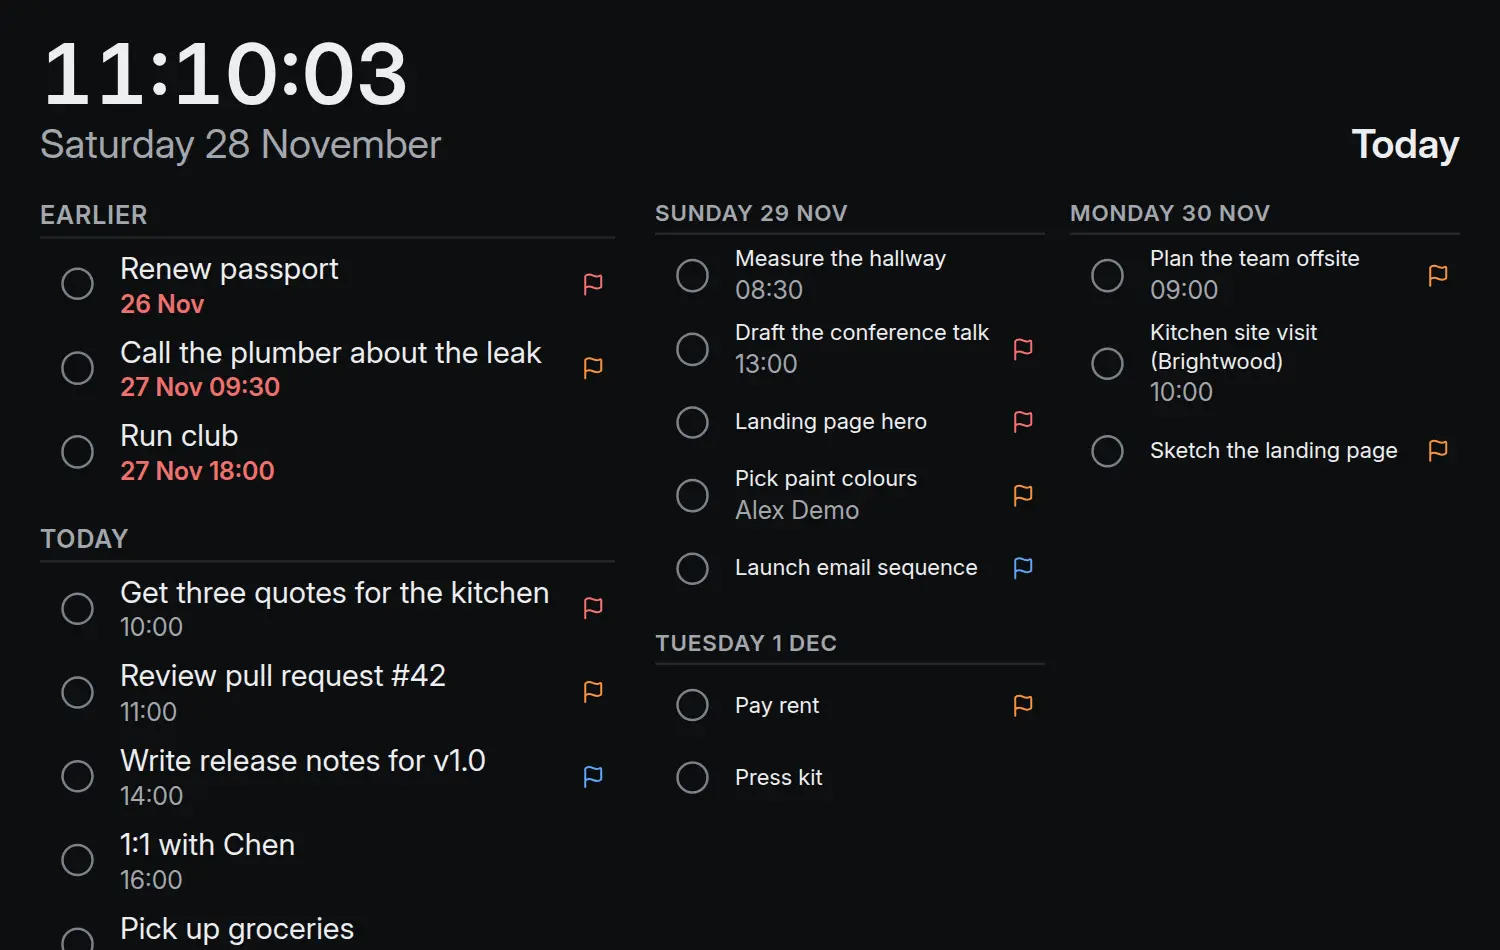 11:10:03
Saturday 28 November
Today
EARLIER
Renew passport
26 Nov
Call the plumber about the leak
27 Nov 09:30
Run club
27 Nov 18:00
TODAY
Get three quotes for the kitchen
10:00
Review pull request #42
11:00
Write release notes for v1.0
14:00
1:1 with Chen
16:00
Pick up groceries
SUNDAY 29 NOV
Measure the hallway
08:30
Draft the conference talk
13:00
Landing page hero
Pick paint colours
Alex Demo
Launch email sequence
TUESDAY 1 DEC
Pay rent
Press kit
MONDAY 30 NOV
Plan the team offsite
09:00
Kitchen site visit
(Brightwood)
10:00
Sketch the landing page